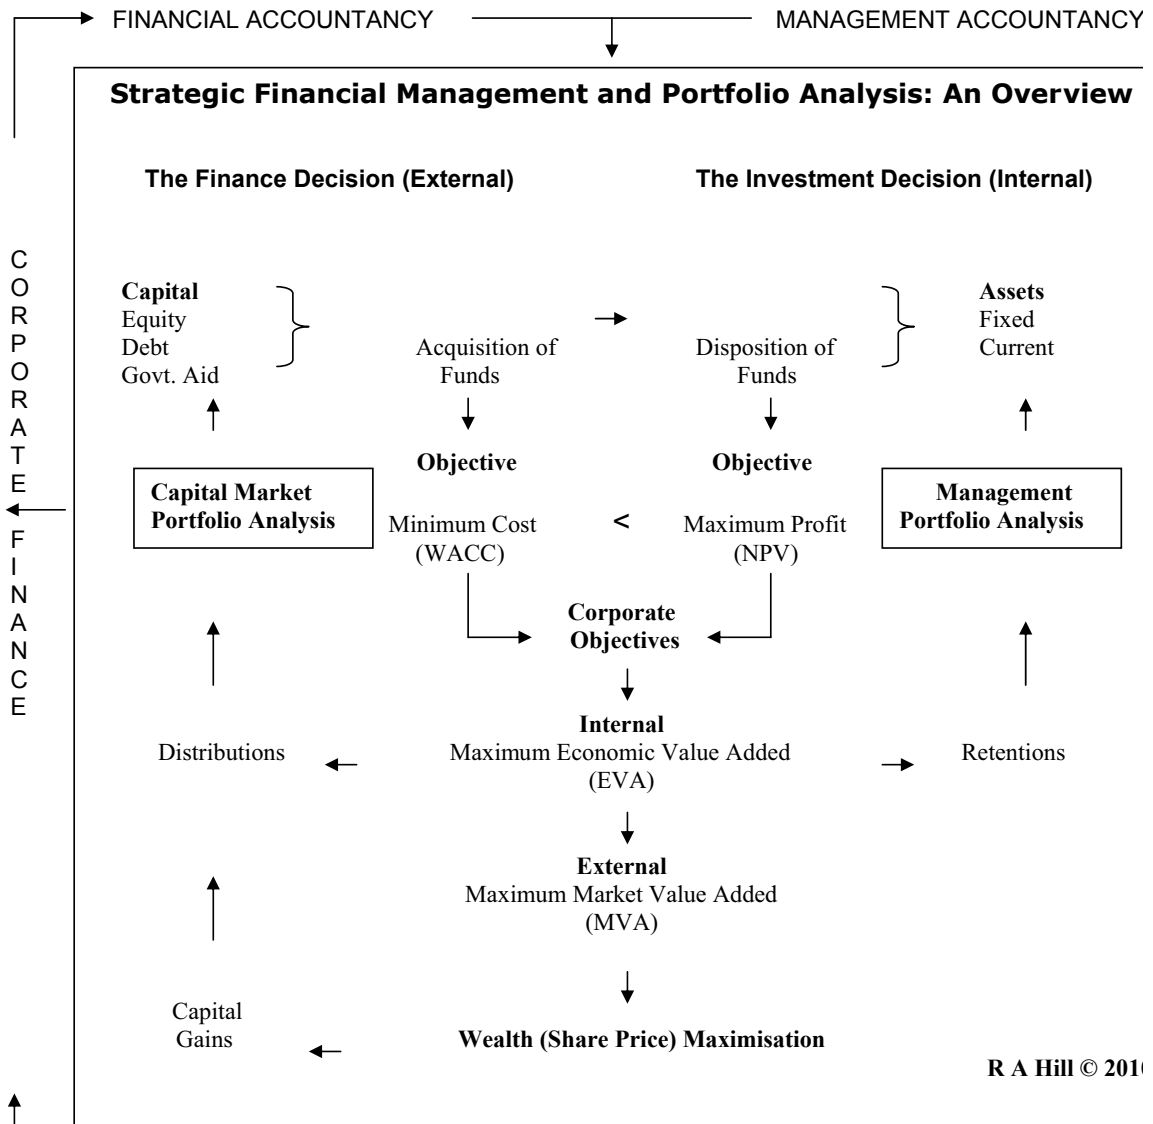 FINANCIAL ACCOUNTANCY
MANAGEMENT ACCOUNTANCY
Strategic Financial Management and Portfolio Analysis: An Overview
The Finance Decision (External)
The Investment Decision (Internal)
CORPORATE FINANCE
Capital
Equity
Debt
Govt. Aid
Acquisition of
Funds
Disposition of
Funds
Assets
Fixed
Current
Objective
Objective
Capital Market
Portfolio Analysis
Minimum Cost
(WACC)
<
Maximum Profit
(NPV)
Management
Portfolio Analysis
Corporate
Objectives
Internal
Maximum Economic Value Added
(EVA)
Distributions
Retentions
External
Maximum Market Value Added
(MVA)
Capital
Gains
Wealth (Share Price) Maximisation
R A Hill ©